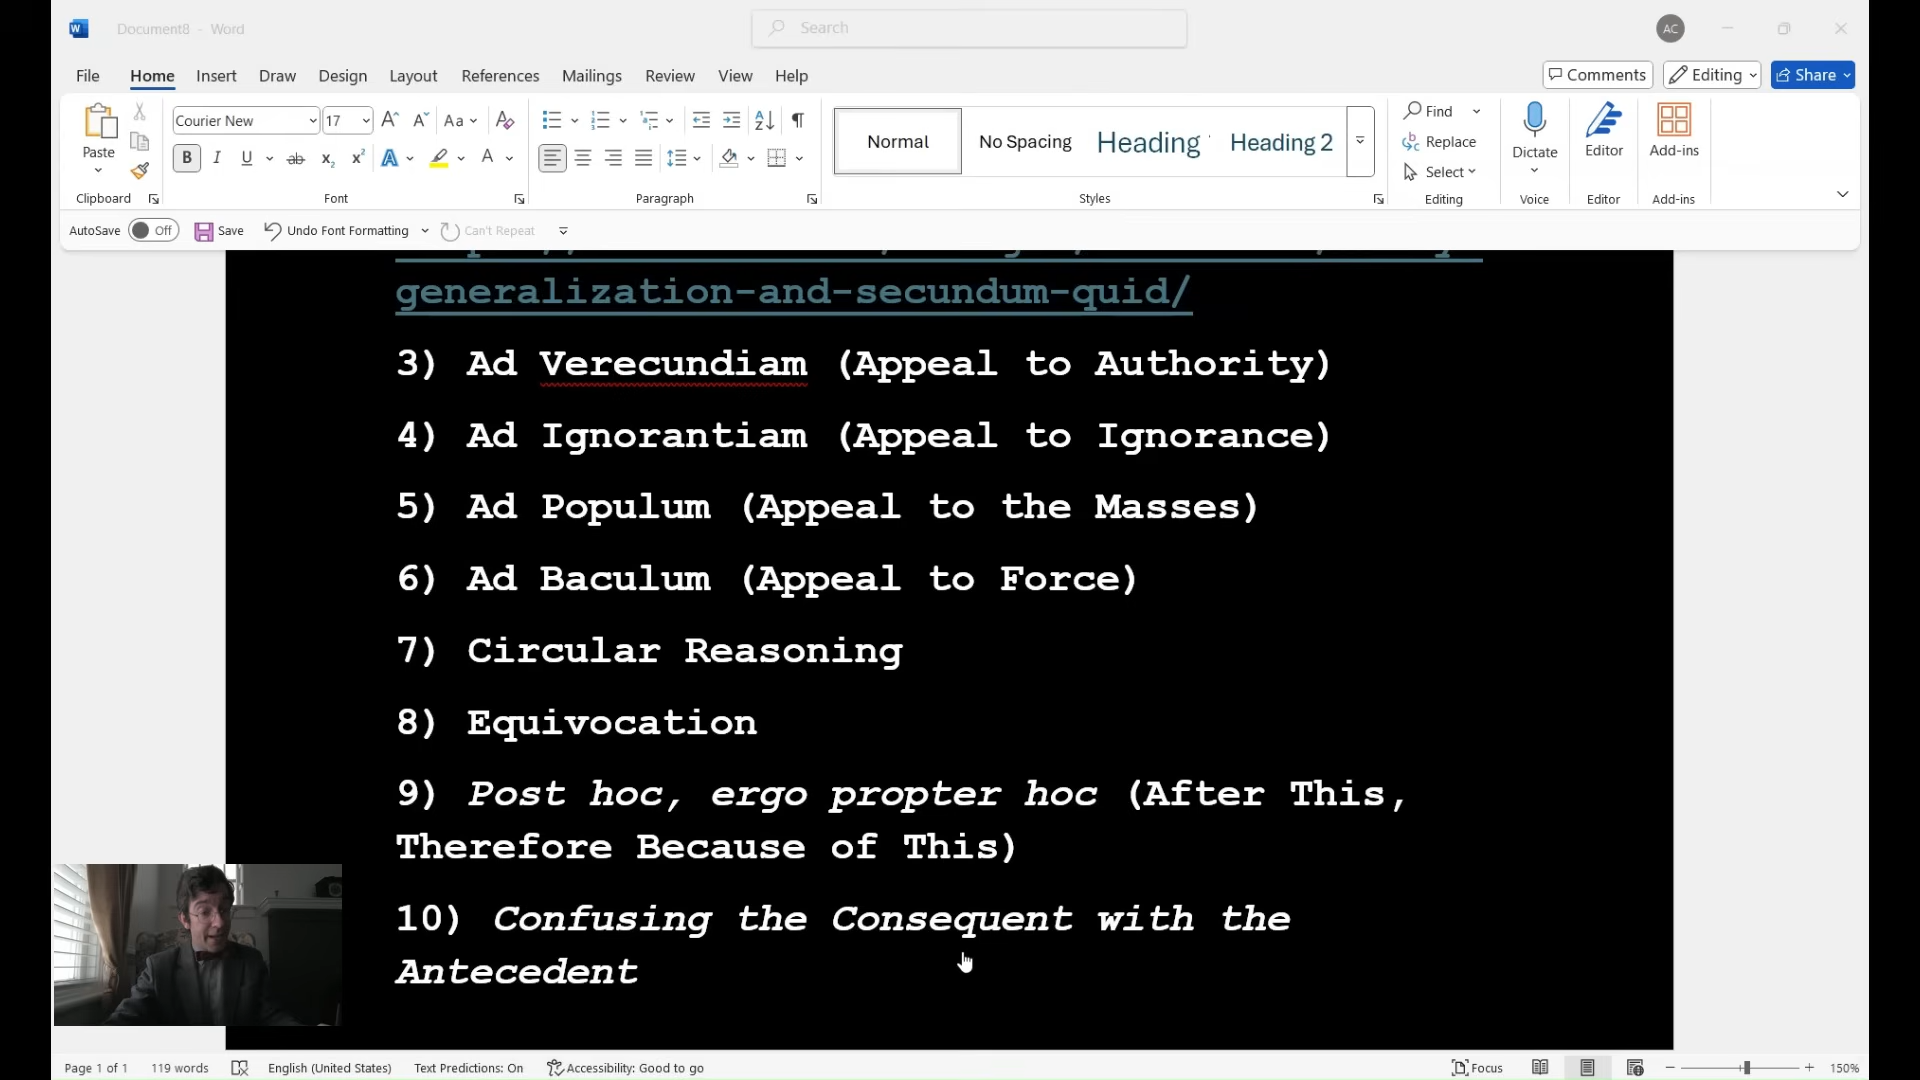 Document8 - Word
Search
AC
File Home Insert Draw Design Layout References Mailings Review View Help
Comments Editing Share
Paste
Courier New 17
Aa
Normal No Spacing Heading Heading 2
Find
Replace
Select
Dictate Editor Add-ins
Clipboard Font Paragraph Styles Editing Voice Editor Add-ins
AutoSave Off Save Undo Font Formatting Can't Repeat
generalization-and-secundum-quid/
3) Ad Verecundiam (Appeal to Authority)
4) Ad Ignorantiam (Appeal to Ignorance)
5) Ad Populum (Appeal to the Masses)
6) Ad Baculum (Appeal to Force)
7) Circular Reasoning
8) Equivocation
9) Post hoc, ergo propter hoc (After This,
Therefore Because of This)
10) Confusing the Consequent with the
Antecedent
Page 1 of 1 119 words English (United States) Text Predictions: On Accessibility: Good to go Focus 150%